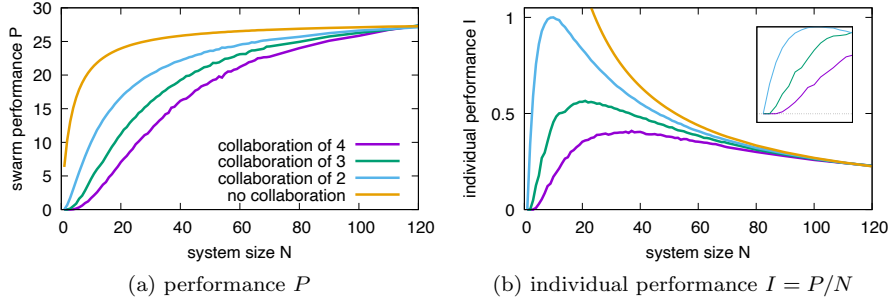 30
25
20
15
10
5
0
swarm performance P
collaboration of 4
collaboration of 3
collaboration of 2
no collaboration
0 20 40 60 80 100 120
system size N
(a) performance P
1
0.5
0
individual performance I
0 20 40 60 80 100 120
system size N
(b) individual performance I = P/N